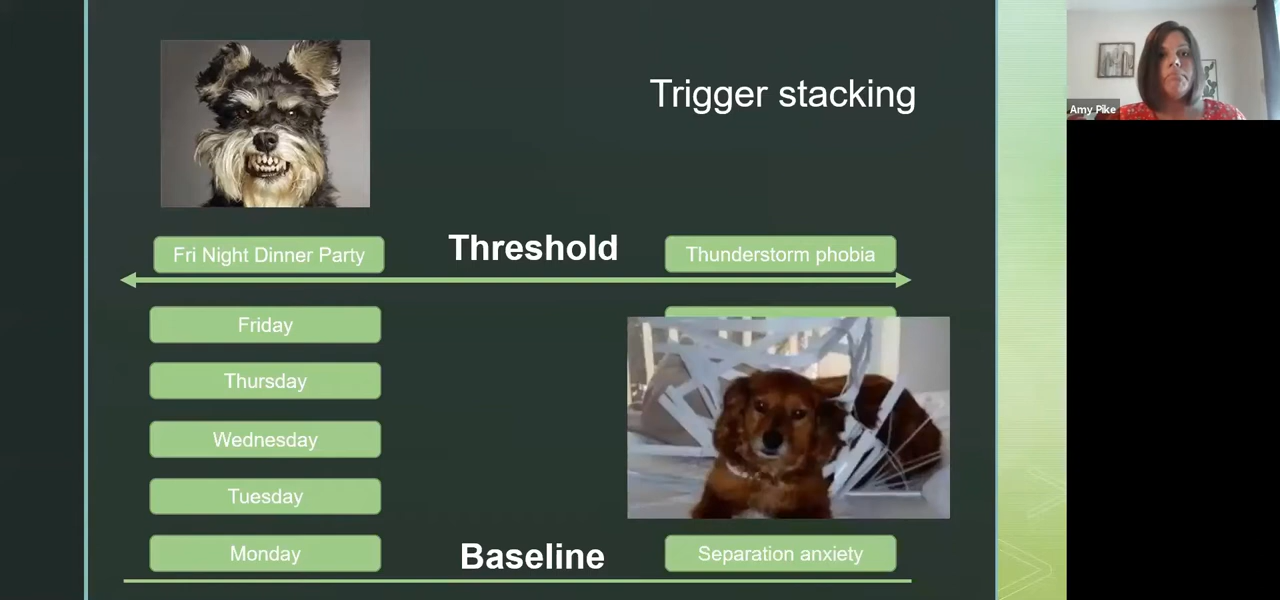 Trigger stacking
Amy Pike
Fri Night Dinner Party
Threshold
Thunderstorm phobia
Friday
Thursday
Wednesday
Tuesday
Monday
Baseline
Separation anxiety